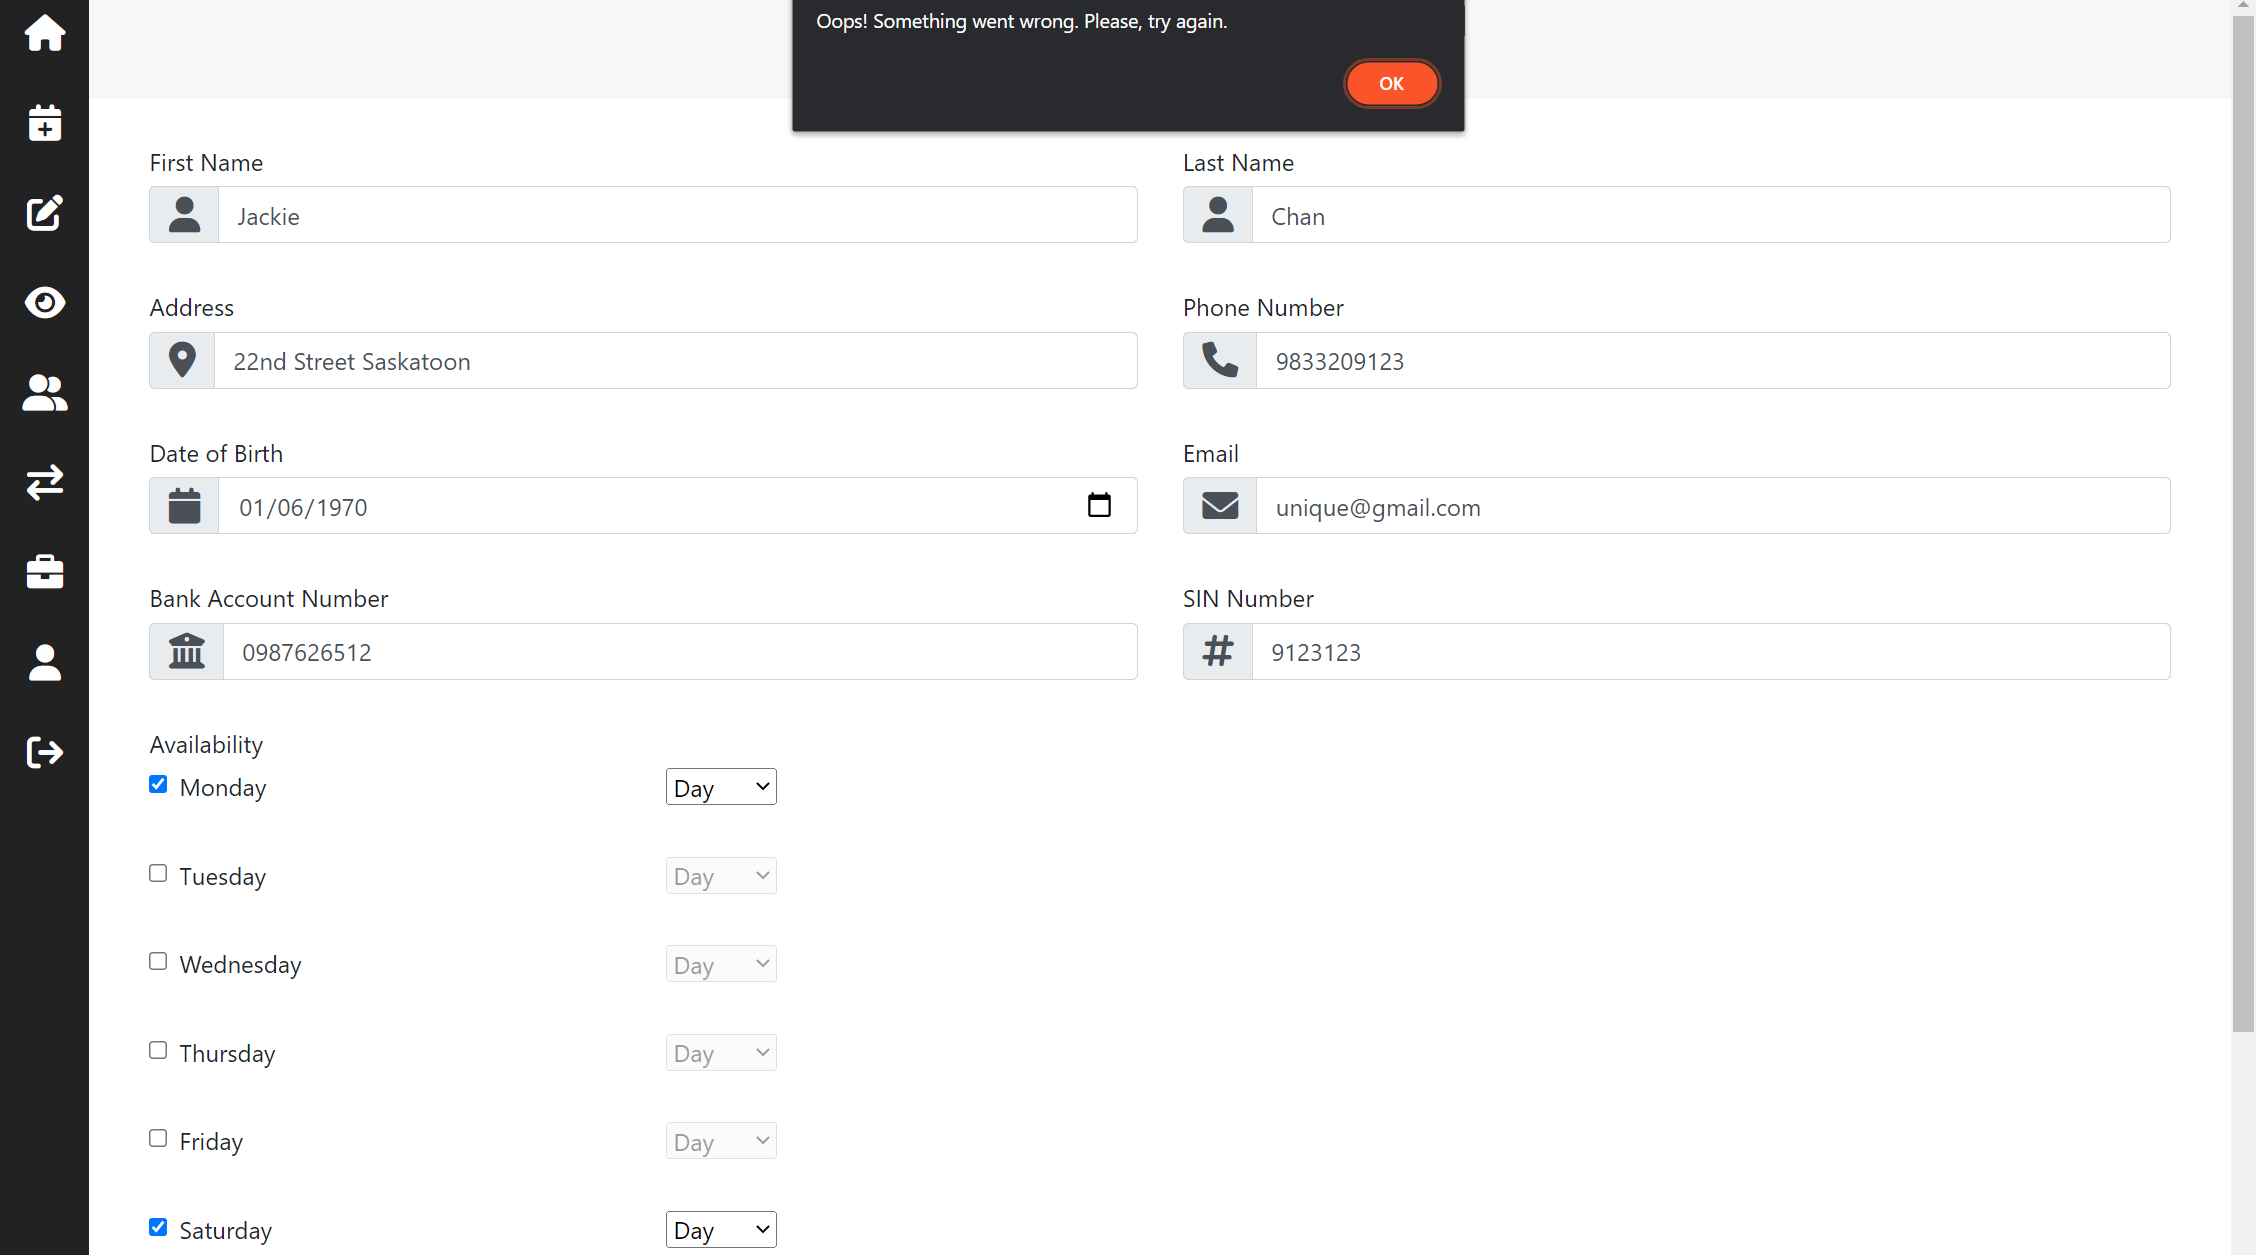 Oops! Something went wrong. Please, try again.
OK
First Name
Last Name
Jackie
Chan
Address
Phone Number
22nd Street Saskatoon
9833209123
Date of Birth
Email
01/06/1970
unique@gmail.com
Bank Account Number
SIN Number
0987626512
9123123
Availability
Monday
Day
Tuesday
Day
Wednesday
Day
Thursday
Day
Friday
Day
Saturday
Day